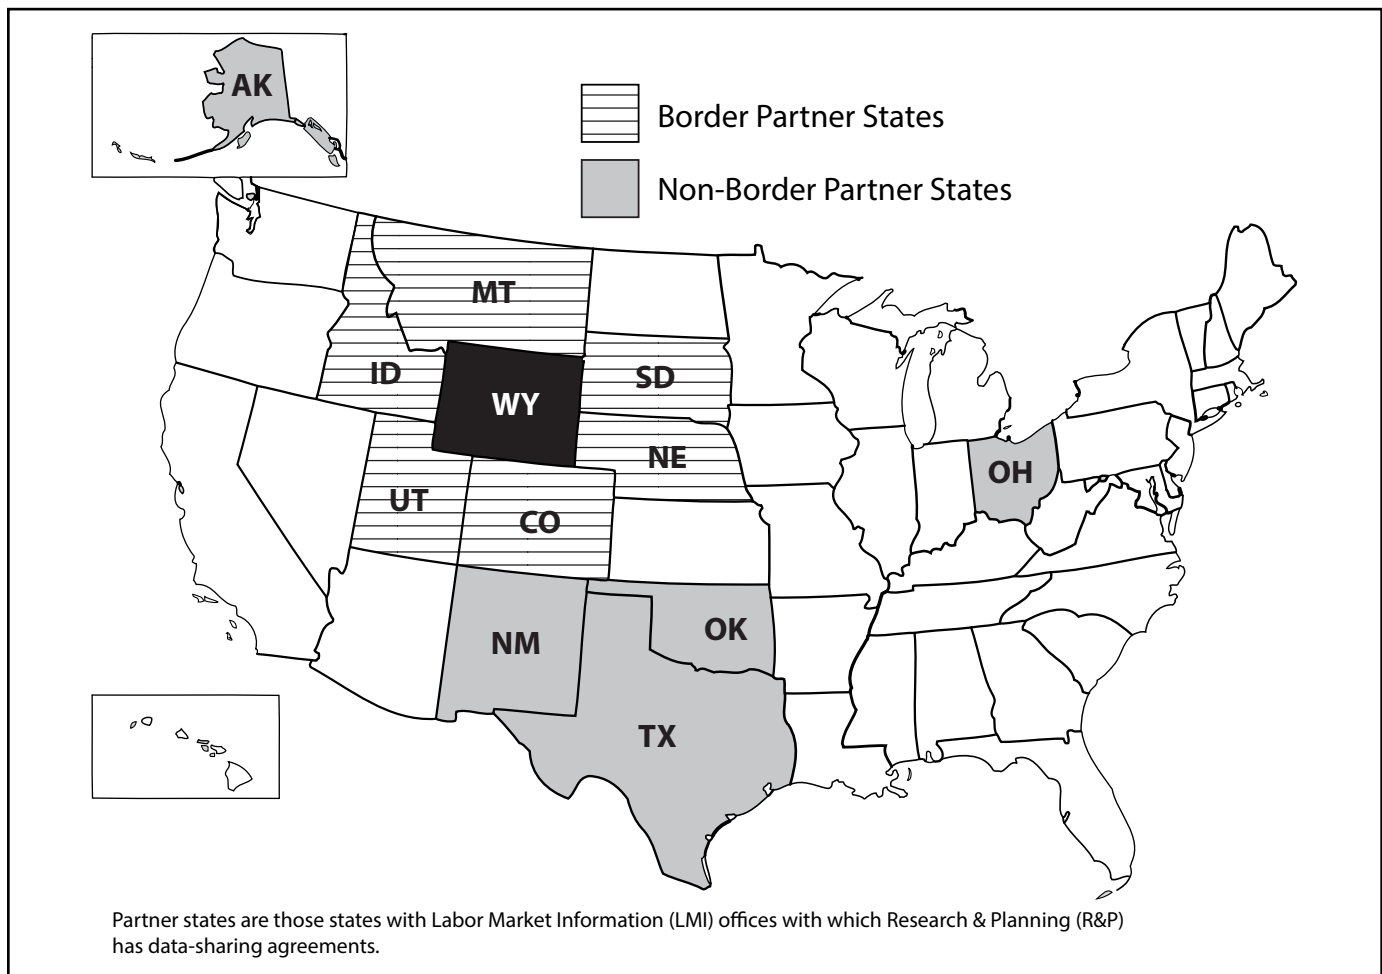 AK
Border Partner States
Non-Border Partner States
MT
ID
WY
SD
NE
UT
CO
OH
NM
OK
TX
Partner states are those states with Labor Market Information (LMI) offices with which Research & Planning (R&P)
has data-sharing agreements.